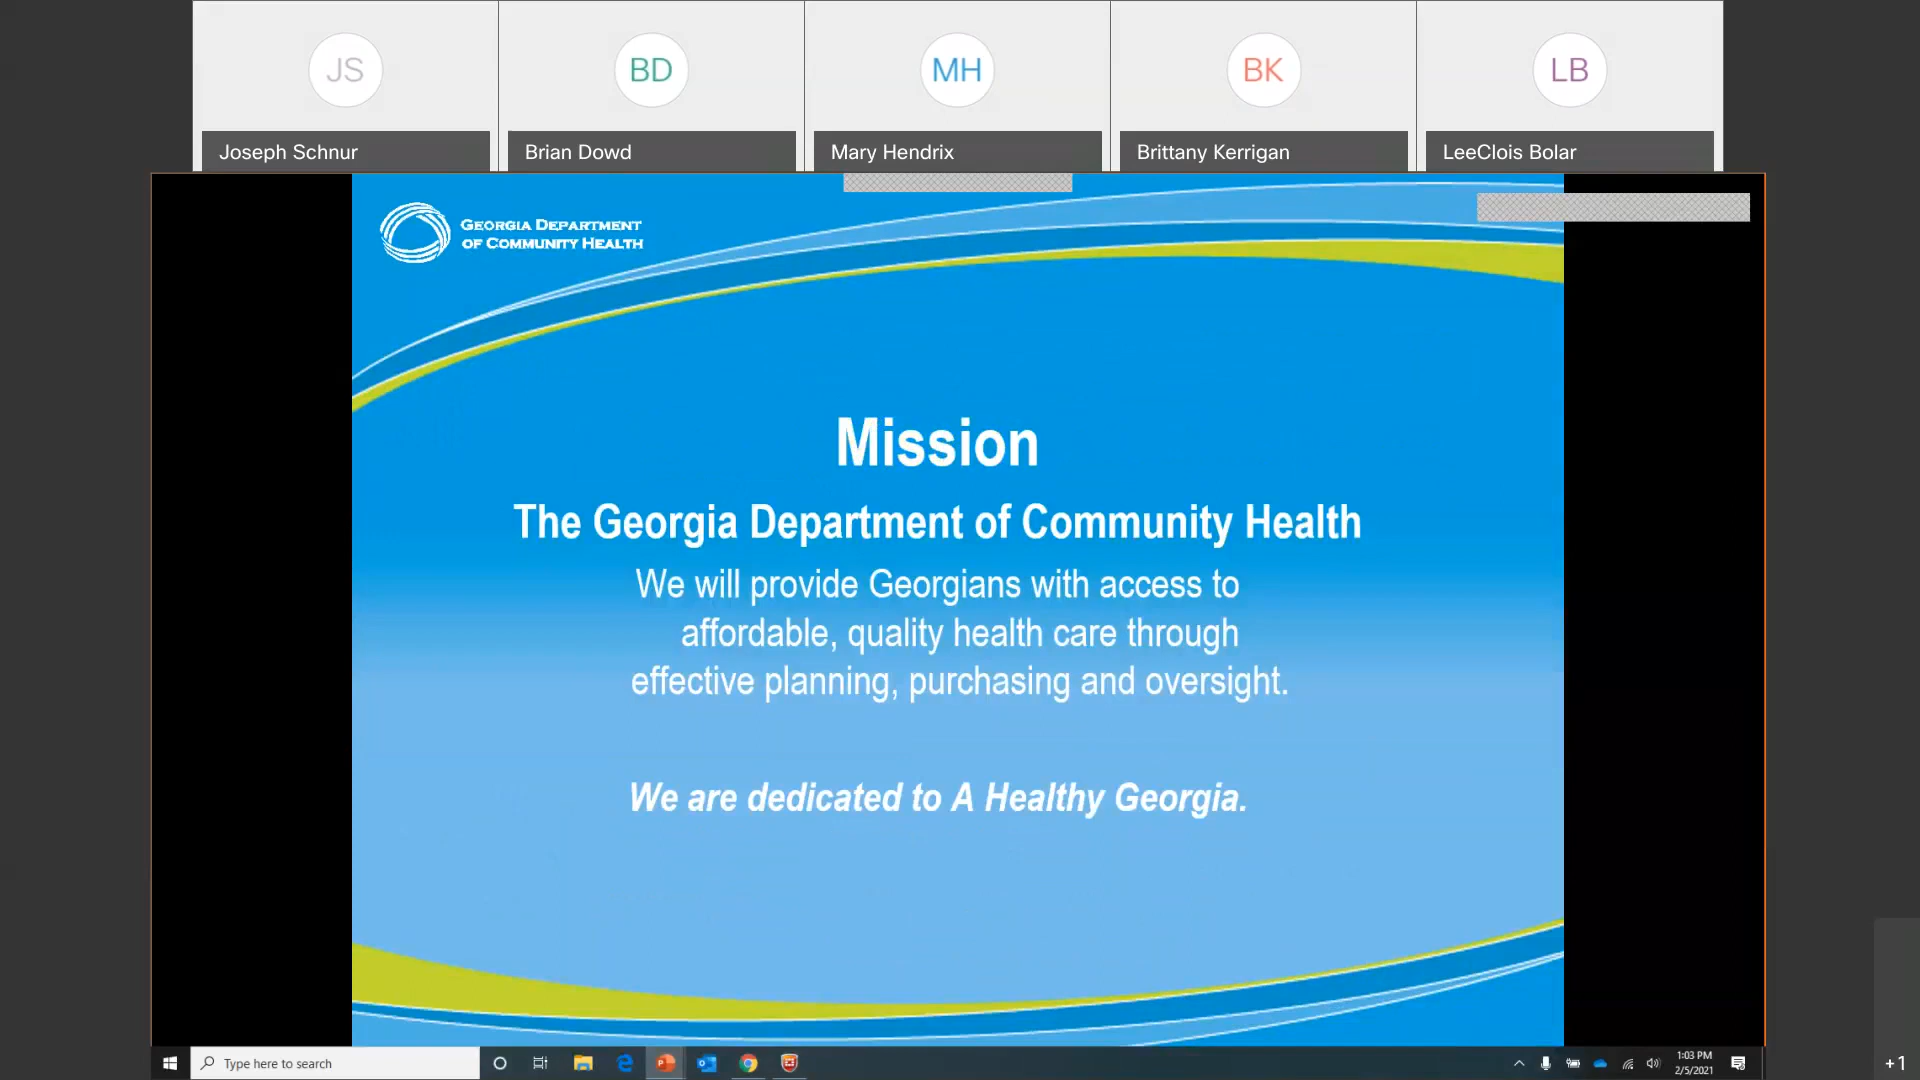 JS
BD
MH
BK
LB
Joseph Schnur
Brian Dowd
Mary Hendrix
Brittany Kerrigan
LeeClois Bolar
GEORGIA DEPARTMENT
OF COMMUNITY HEALTH
Mission
The Georgia Department of Community Health
We will provide Georgians with access to
affordable, quality health care through
effective planning, purchasing and oversight.
We are dedicated to A Healthy Georgia.
Type here to search
1:03 PM
2/5/2021
+1